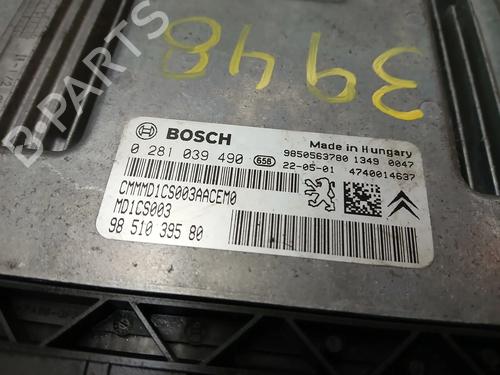 B-PARTS
3948
BOSCH
Made in Hungary
0 281 039 490 656
9850563780 1349 0047
22-05-01 4740014637
CMMMD1CS003AACEM0
MD1CS003
98 510 395 80